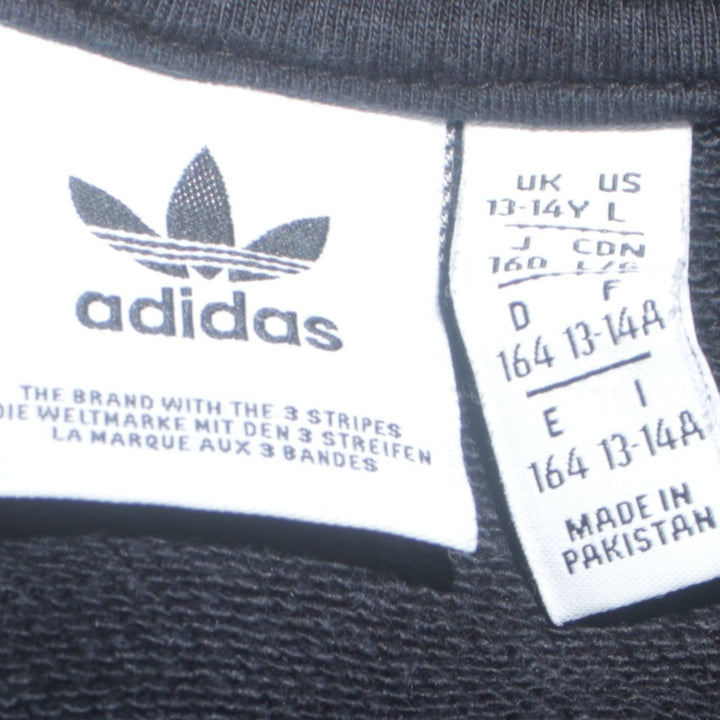 adidas
THE BRAND WITH THE 3 STRIPES
DIE WELTMARKE MIT DEN 3 STREIFEN
LA MARQUE AUX 3 BANDES
UK US
13-14Y L
J CDN
160 L/G
D F
164 13-14A
E I
164 13-14A
MADE IN
PAKISTAN